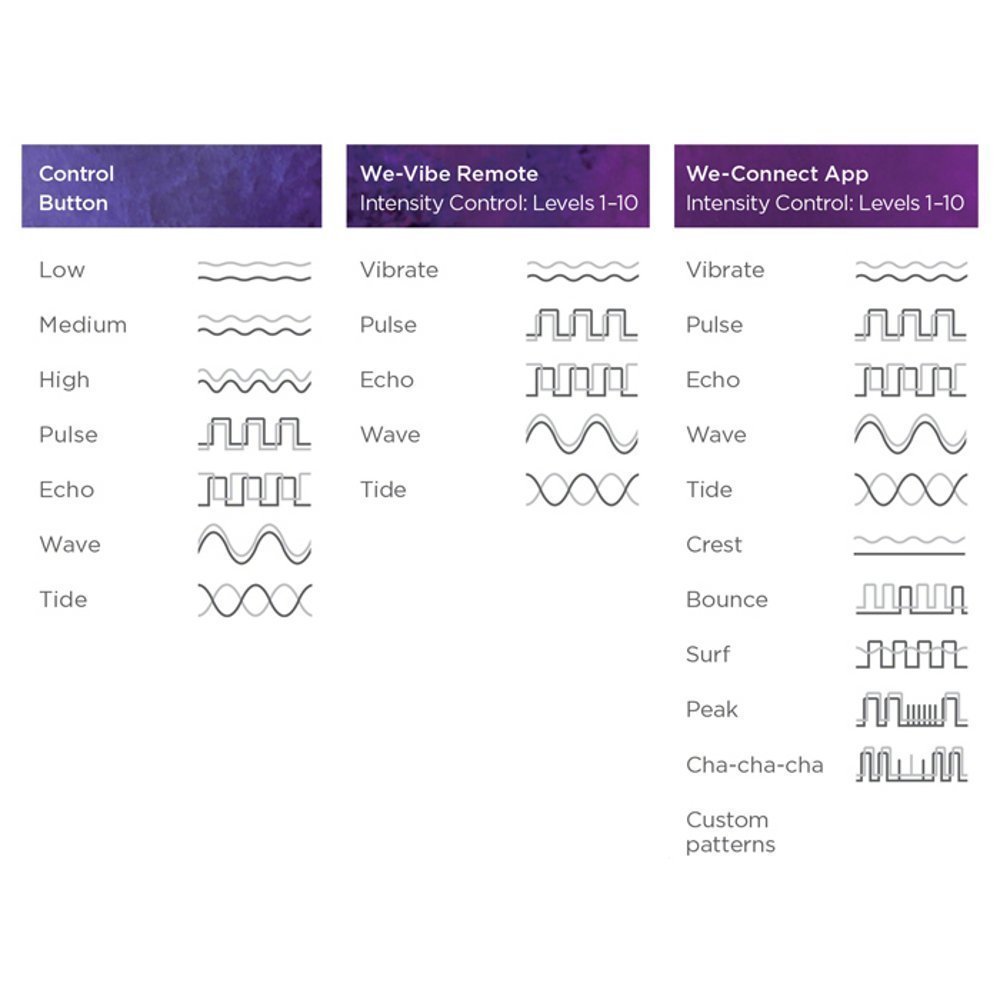 Control
Button
Low
Medium
High
Pulse
Echo
Wave
Tide
We-Vibe Remote
Intensity Control: Levels 1–10
Vibrate
Pulse
Echo
Wave
Tide
We-Connect App
Intensity Control: Levels 1–10
Vibrate
Pulse
Echo
Wave
Tide
Crest
Bounce
Surf
Peak
Cha-cha-cha
Custom
patterns